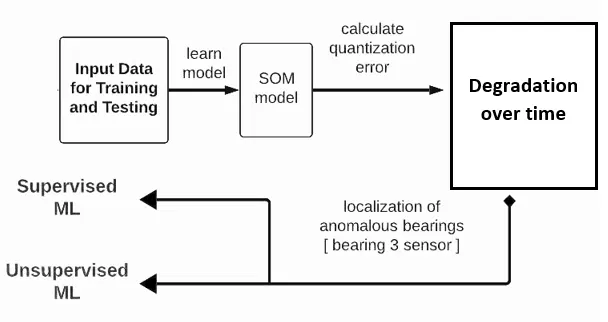 Input Data
for Training
and Testing
learn
model
SOM
model
calculate
quantization
error
Degradation
over time
Supervised
ML
localization of
anomalous bearings
[ bearing 3 sensor ]
Unsupervised
ML